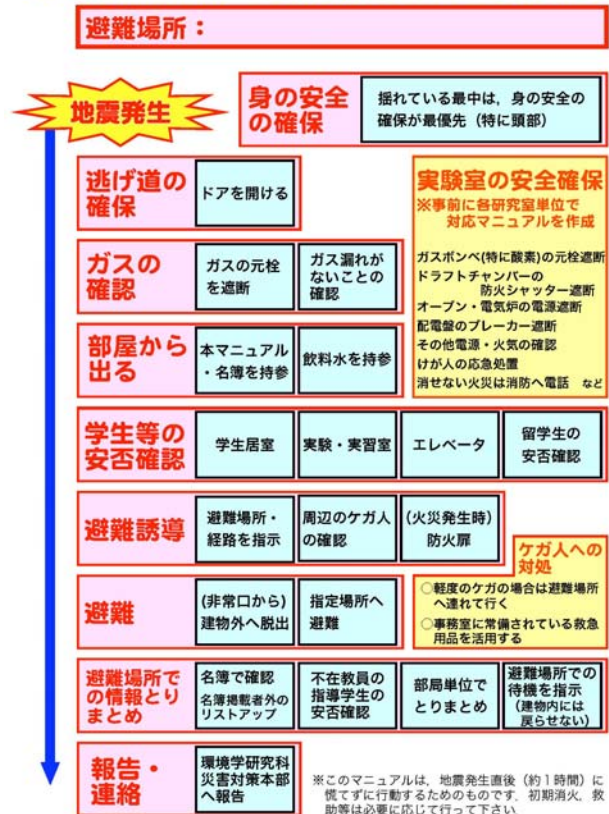 避難場所：
地震発生
身の安全
の確保
揺れている最中は，身の安全の
確保が最優先（特に頭部）
逃げ道の
確保
ドアを開ける
実験室の安全確保
※事前に各研究室単位で
対応マニュアルを作成
ガスボンベ(特に酸素)の元栓遮断
ドラフトチャンバーの
防火シャッター遮断
オーブン・電気炉の電源遮断
配電盤のブレーカー遮断
その他電源・火気の確認
けが人の応急処置
消せない火災は消防へ電話 など
ガスの
確認
ガスの元栓
を遮断
ガス漏れが
ないことの
確認
部屋から
出る
本マニュアル
・名簿を持参
飲料水を持参
学生等の
安否確認
学生居室
実験・実習室
エレベータ
留学生の
安否確認
避難誘導
避難場所・
経路を指示
周辺のケガ人
の確認
(火災発生時)
防火扉
ケガ人への
対処
○軽度のケガの場合は避難場所
へ連れて行く
○事務室に常備されている救急
用品を活用する
避難
(非常口から)
建物外へ脱出
指定場所へ
避難
避難場所で
の情報とり
まとめ
名簿で確認
名簿掲載者外の
リストアップ
不在教員の
指導学生の
安否確認
部局単位で
とりまとめ
避難場所での
待機を指示
(建物内には
戻らせない)
報告・
連絡
環境学研究科
災害対策本部
へ報告
※このマニュアルは，地震発生直後（約１時間）に
慌てずに行動するためのものです．初期消火，救
助等は必要に応じて行って下さい